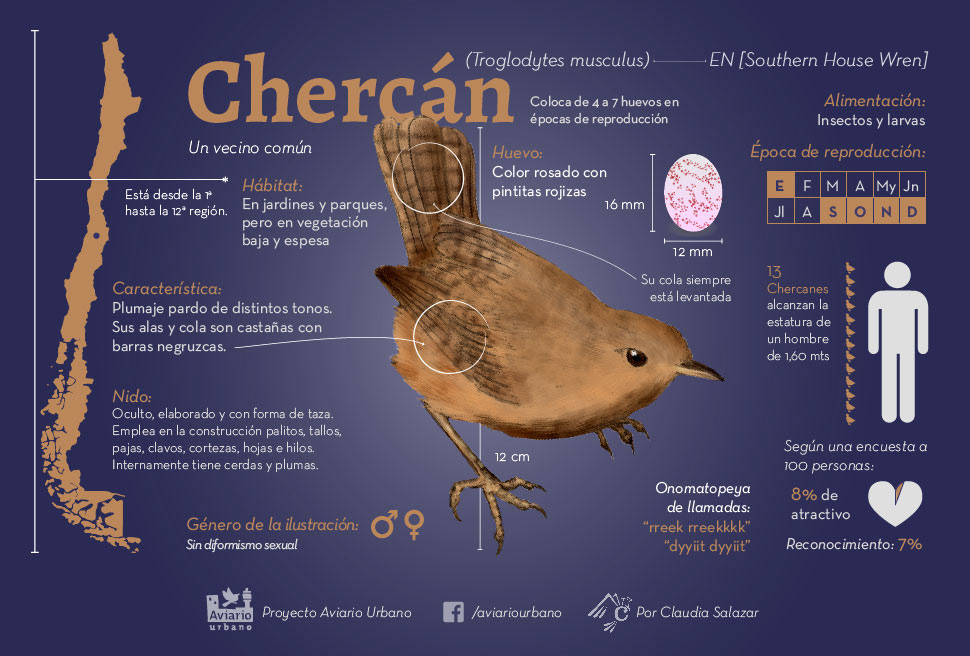 Chercán
(Troglodytes musculus)
EN [Southern House Wren]
Un vecino común
Coloca de 4 a 7 huevos en
épocas de reproducción
Alimentación:
Insectos y larvas
Época de reproducción:
E F M A My Jn
Jl A S O N D
Huevo:
Color rosado con
pintitas rojizas
16 mm
12 mm
Está desde la 1ª
hasta la 12ª región.
Hábitat:
En jardines y parques,
pero en vegetación
baja y espesa
Su cola siempre
está levantada
Característica:
Plumaje pardo de distintos tonos.
Sus alas y cola son castañas con
barras negruzcas.
13
Chercanes
alcanzan la
estatura de
un hombre
de 1,60 mts
Nido:
Oculto, elaborado y con forma de taza.
Emplea en la construcción palitos, tallos,
pajas, clavos, cortezas, hojas e hilos.
Internamente tiene cerdas y plumas.
12 cm
Según una encuesta a
100 personas:
8% de
atractivo
Reconocimiento: 7%
Onomatopeya
de llamadas:
“rreek rreekkkk”
“dyyiit dyyiit”
Género de la ilustración:
Sin diformismo sexual
Aviario
urbano
Proyecto Aviario Urbano
/aviariourbano
Por Claudia Salazar